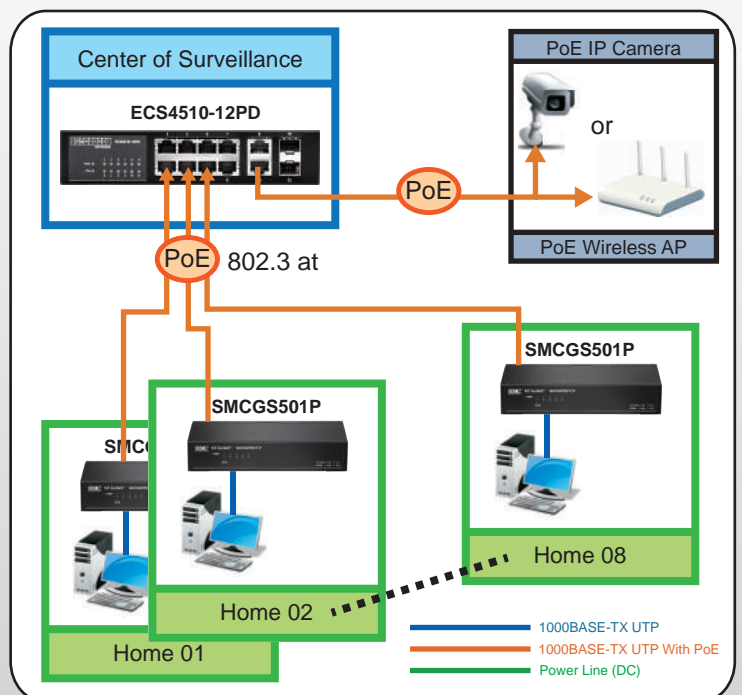 Center of Surveillance
ECS4510-12PD
PoE IP Camera
or
PoE
PoE Wireless AP
PoE
802.3 at
SMCGS501P
SMCGS501P
SMC
Home 08
Home 02
Home 01
1000BASE-TX UTP
1000BASE-TX UTP With PoE
Power Line (DC)